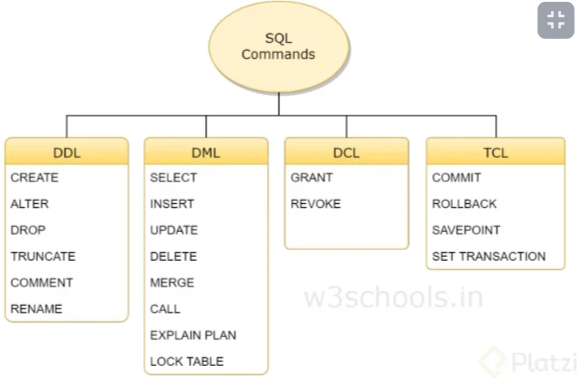 SQL
Commands
DDL
CREATE
ALTER
DROP
TRUNCATE
COMMENT
RENAME
DML
SELECT
INSERT
UPDATE
DELETE
MERGE
CALL
EXPLAIN PLAN
LOCK TABLE
DCL
GRANT
REVOKE
TCL
COMMIT
ROLLBACK
SAVEPOINT
SET TRANSACTION
w3schools.in
Platzi